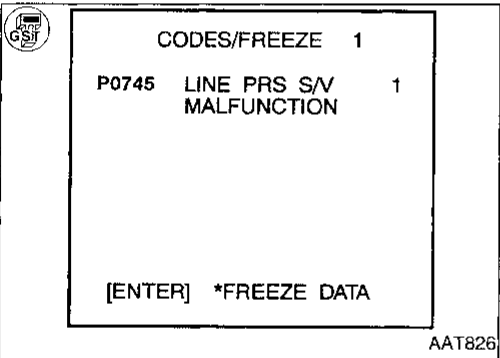 GST
CODES/FREEZE 1
P0745 LINE PRS S/V 1
MALFUNCTION
[ENTER] *FREEZE DATA
AAT826